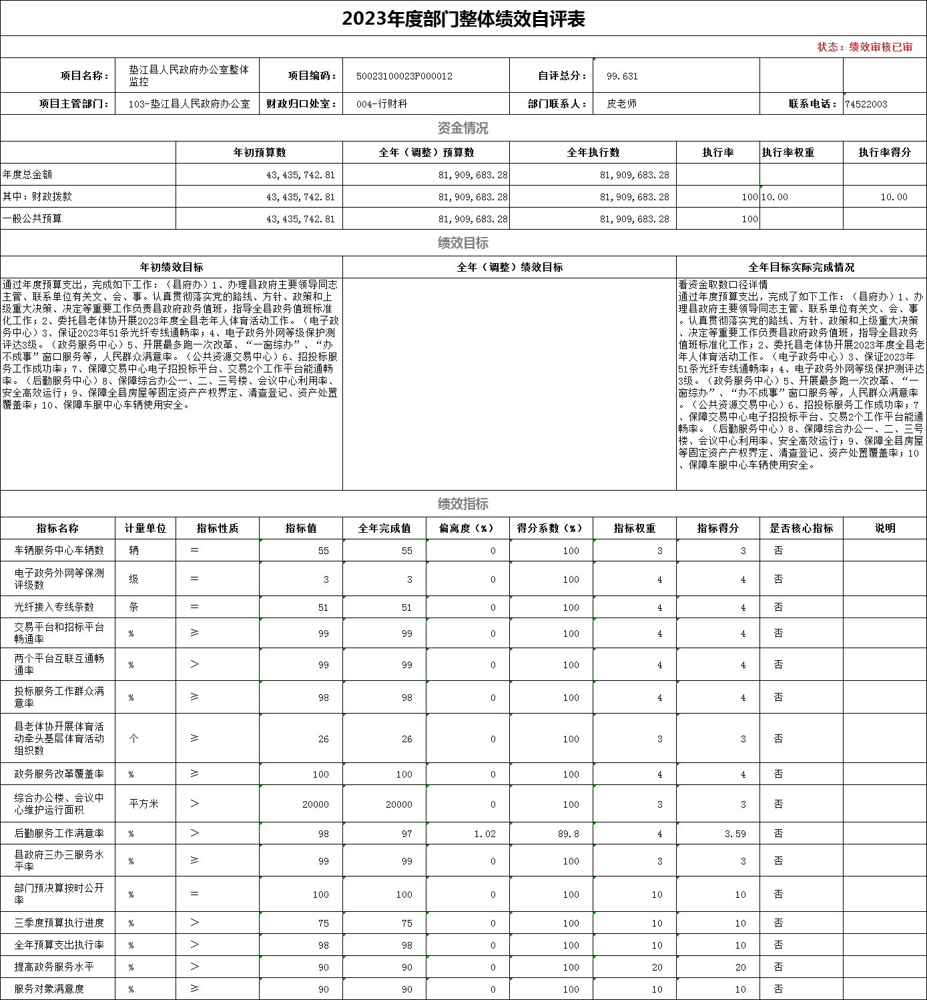 2023年度部门整体绩效自评表
状态：绩效审核已审
项目名称： 垫江县人民政府办公室整体监控 项目编码： 50023100023P000012 自评总分： 99.631
项目主管部门： 103-垫江县人民政府办公室 财政归口处室： 004-行财科 部门联系人： 皮老师 联系电话： 74522003
资金情况
年初预算数 全年（调整）预算数 全年执行数 执行率 执行率权重 执行率得分
年度总金额 43,435,742.81 81,909,683.28 81,909,683.28
其中：财政拨款 43,435,742.81 81,909,683.28 81,909,683.28 100 10.00 10.00
一般公共预算 43,435,742.81 81,909,683.28 81,909,683.28 100
绩效目标
年初绩效目标 全年（调整）绩效目标 全年目标实际完成情况
通过年度预算支出，完成如下工作：（县府办）1、办理县政府主要领导同志
主管、联系单位有关文、会、事。认真贯彻落实党的路线、方针、政策和上
级重大决策、决定等重要工作负责县政府政务值班，指导全县政务值班标准
化工作；2、委托县老体协开展2023年度全县老年人体育活动工作。（电子政
务中心）3、保证2023年51条光纤专线通畅率；4、电子政务外网等级保护测
评达3级。（政务服务中心）5、开展最多跑一次改革、“一窗综办”、“办
不成事”窗口服务等，人民群众满意率。（公共资源交易中心）6、招投标服
务工作成功率；7、保障交易中心电子招投标平台、交易2个工作平台能通畅
率。（后勤服务中心）8、保障综合办公一、二、三号楼、会议中心利用率、
安全高效运行；9、保障全县房屋等固定资产产权界定、清查登记、资产处置
覆盖率；10、保障车服中心车辆使用安全。
看资金取数口径详情
通过年度预算支出，完成了如下工作：（县府办）1、办
理县政府主要领导同志主管、联系单位有关文、会、事
。认真贯彻落实党的路线、方针、政策和上级重大决策
、决定等重要工作负责县政府政务值班，指导全县政务
值班标准化工作；2、委托县老体协开展2023年度全县老
年人体育活动工作。（电子政务中心）3、保证2023年
51条光纤专线通畅率；4、电子政务外网等级保护测评达
3级。（政务服务中心）5、开展最多跑一次改革、“一
窗综办”、“办不成事”窗口服务等，人民群众满意率
。（公共资源交易中心）6、招投标服务工作成功率；7
、保障交易中心电子招投标平台、交易2个工作平台能通
畅率。（后勤服务中心）8、保障综合办公一、二、三号
楼、会议中心利用率、安全高效运行；9、保障全县房屋
等固定资产产权界定、清查登记、资产处置覆盖率；10
、保障车服中心车辆使用安全。
绩效指标
指标名称 计量单位 指标性质 指标值 全年完成值 偏离度（%） 得分系数（%） 指标权重 指标得分 是否核心指标 说明
车辆服务中心车辆数 辆 ＝ 55 55 0 100 3 3 否
电子政务外网等保测评级数 级 ＝ 3 3 0 100 4 4 否
光纤接入专线条数 条 ＝ 51 51 0 100 4 4 否
交易平台和招标平台畅通率 % ≥ 99 99 0 100 4 4 否
两个平台互联互通畅通率 % ＞ 99 99 0 100 4 4 否
投标服务工作群众满意率 % ≥ 98 98 0 100 4 4 否
县老体协开展体育活动牵头基层体育活动组织数 个 ≥ 26 26 0 100 3 3 否
政务服务改革覆盖率 % ≥ 100 100 0 100 4 4 否
综合办公楼、会议中心维护运行面积 平方米 ＞ 20000 20000 0 100 3 3 否
后勤服务工作满意率 % ＞ 98 97 1.02 89.8 4 3.59 否
县政府三办三服务水平率 % ≥ 99 99 0 100 3 3 否
部门预决算按时公开率 % ＝ 100 100 0 100 10 10 否
三季度预算执行进度 % ＞ 75 75 0 100 10 10 否
全年预算支出执行率 % ＞ 98 98 0 100 10 10 否
提高政务服务水平 % ＞ 90 90 0 100 20 20 否
服务对象满意度 % ≥ 90 90 0 100 10 10 否